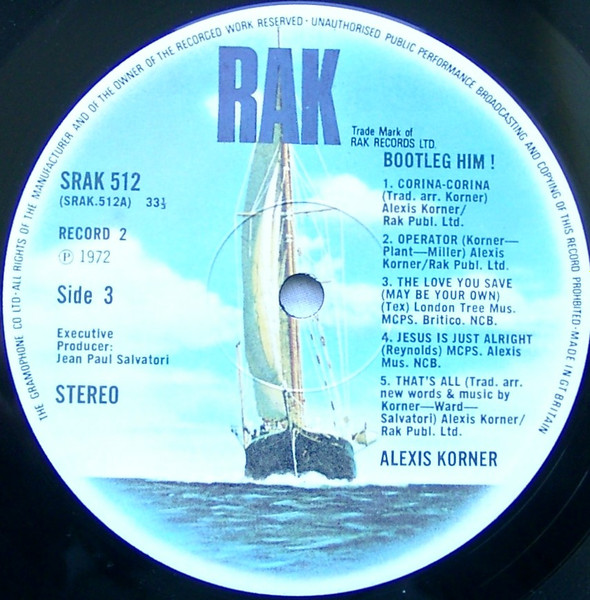 THE GRAMOPHONE CO LTD·ALL RIGHTS OF THE MANUFACTURER AND OF THE OWNER OF THE RECORDED WORK RESERVED·UNAUTHORISED PUBLIC PERFORMANCE BROADCASTING AND COPYING OF THIS RECORD PROHIBITED·MADE IN GT BRITAIN
RAK
Trade Mark of
RAK RECORDS LTD.
BOOTLEG HIM!
SRAK 512
(SRAK.512A) 33⅓
RECORD 2
Ⓟ 1972
Side 3
Executive
Producer:
Jean Paul Salvatori
STEREO
1. CORINA-CORINA
(Trad. arr. Korner)
Alexis Korner/
Rak Publ. Ltd.
2. OPERATOR (Korner—
Plant—Miller) Alexis
Korner/Rak Publ. Ltd.
3. THE LOVE YOU SAVE
(MAY BE YOUR OWN)
(Tex) London Tree Mus.
MCPS. Britico. NCB.
4. JESUS IS JUST ALRIGHT
(Reynolds) MCPS. Alexis
Mus. NCB.
5. THAT'S ALL (Trad. arr.
new words & music by
Korner—Ward—
Salvatori) Alexis Korner/
Rak Publ. Ltd.
ALEXIS KORNER